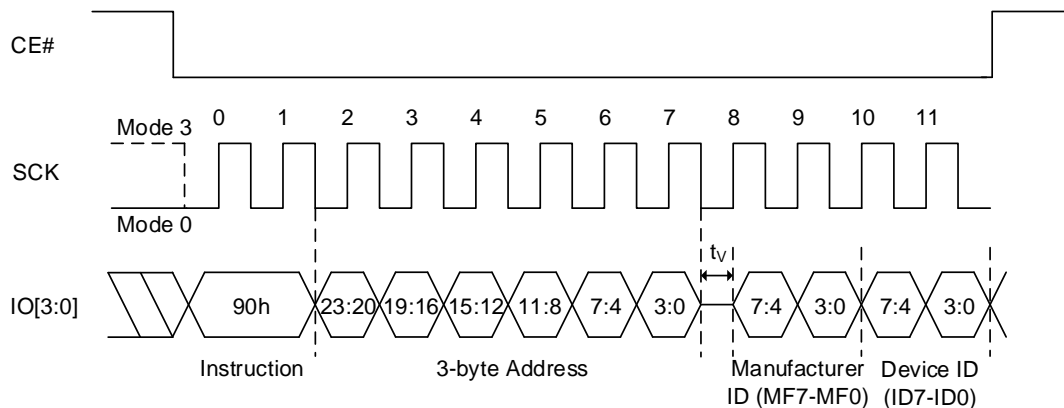 CE#
Mode 3
0 1 2 3 4 5 6 7 8 9 10 11
SCK
Mode 0
tV
IO[3:0]
90h 23:20 19:16 15:12 11:8 7:4 3:0 7:4 3:0 7:4 3:0
Instruction 3-byte Address Manufacturer Device ID
ID (MF7-MF0) (ID7-ID0)